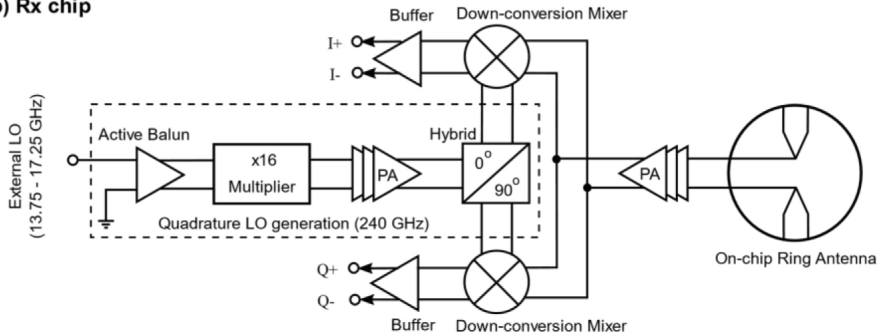 ) Rx chip
Buffer
Down-conversion Mixer
I+
I-
External LO
(13.75 - 17.25 GHz)
Active Balun
x16
Multiplier
PA
Hybrid
0°
90°
Quadrature LO generation (240 GHz)
PA
On-chip Ring Antenna
Q+
Q-
Buffer
Down-conversion Mixer